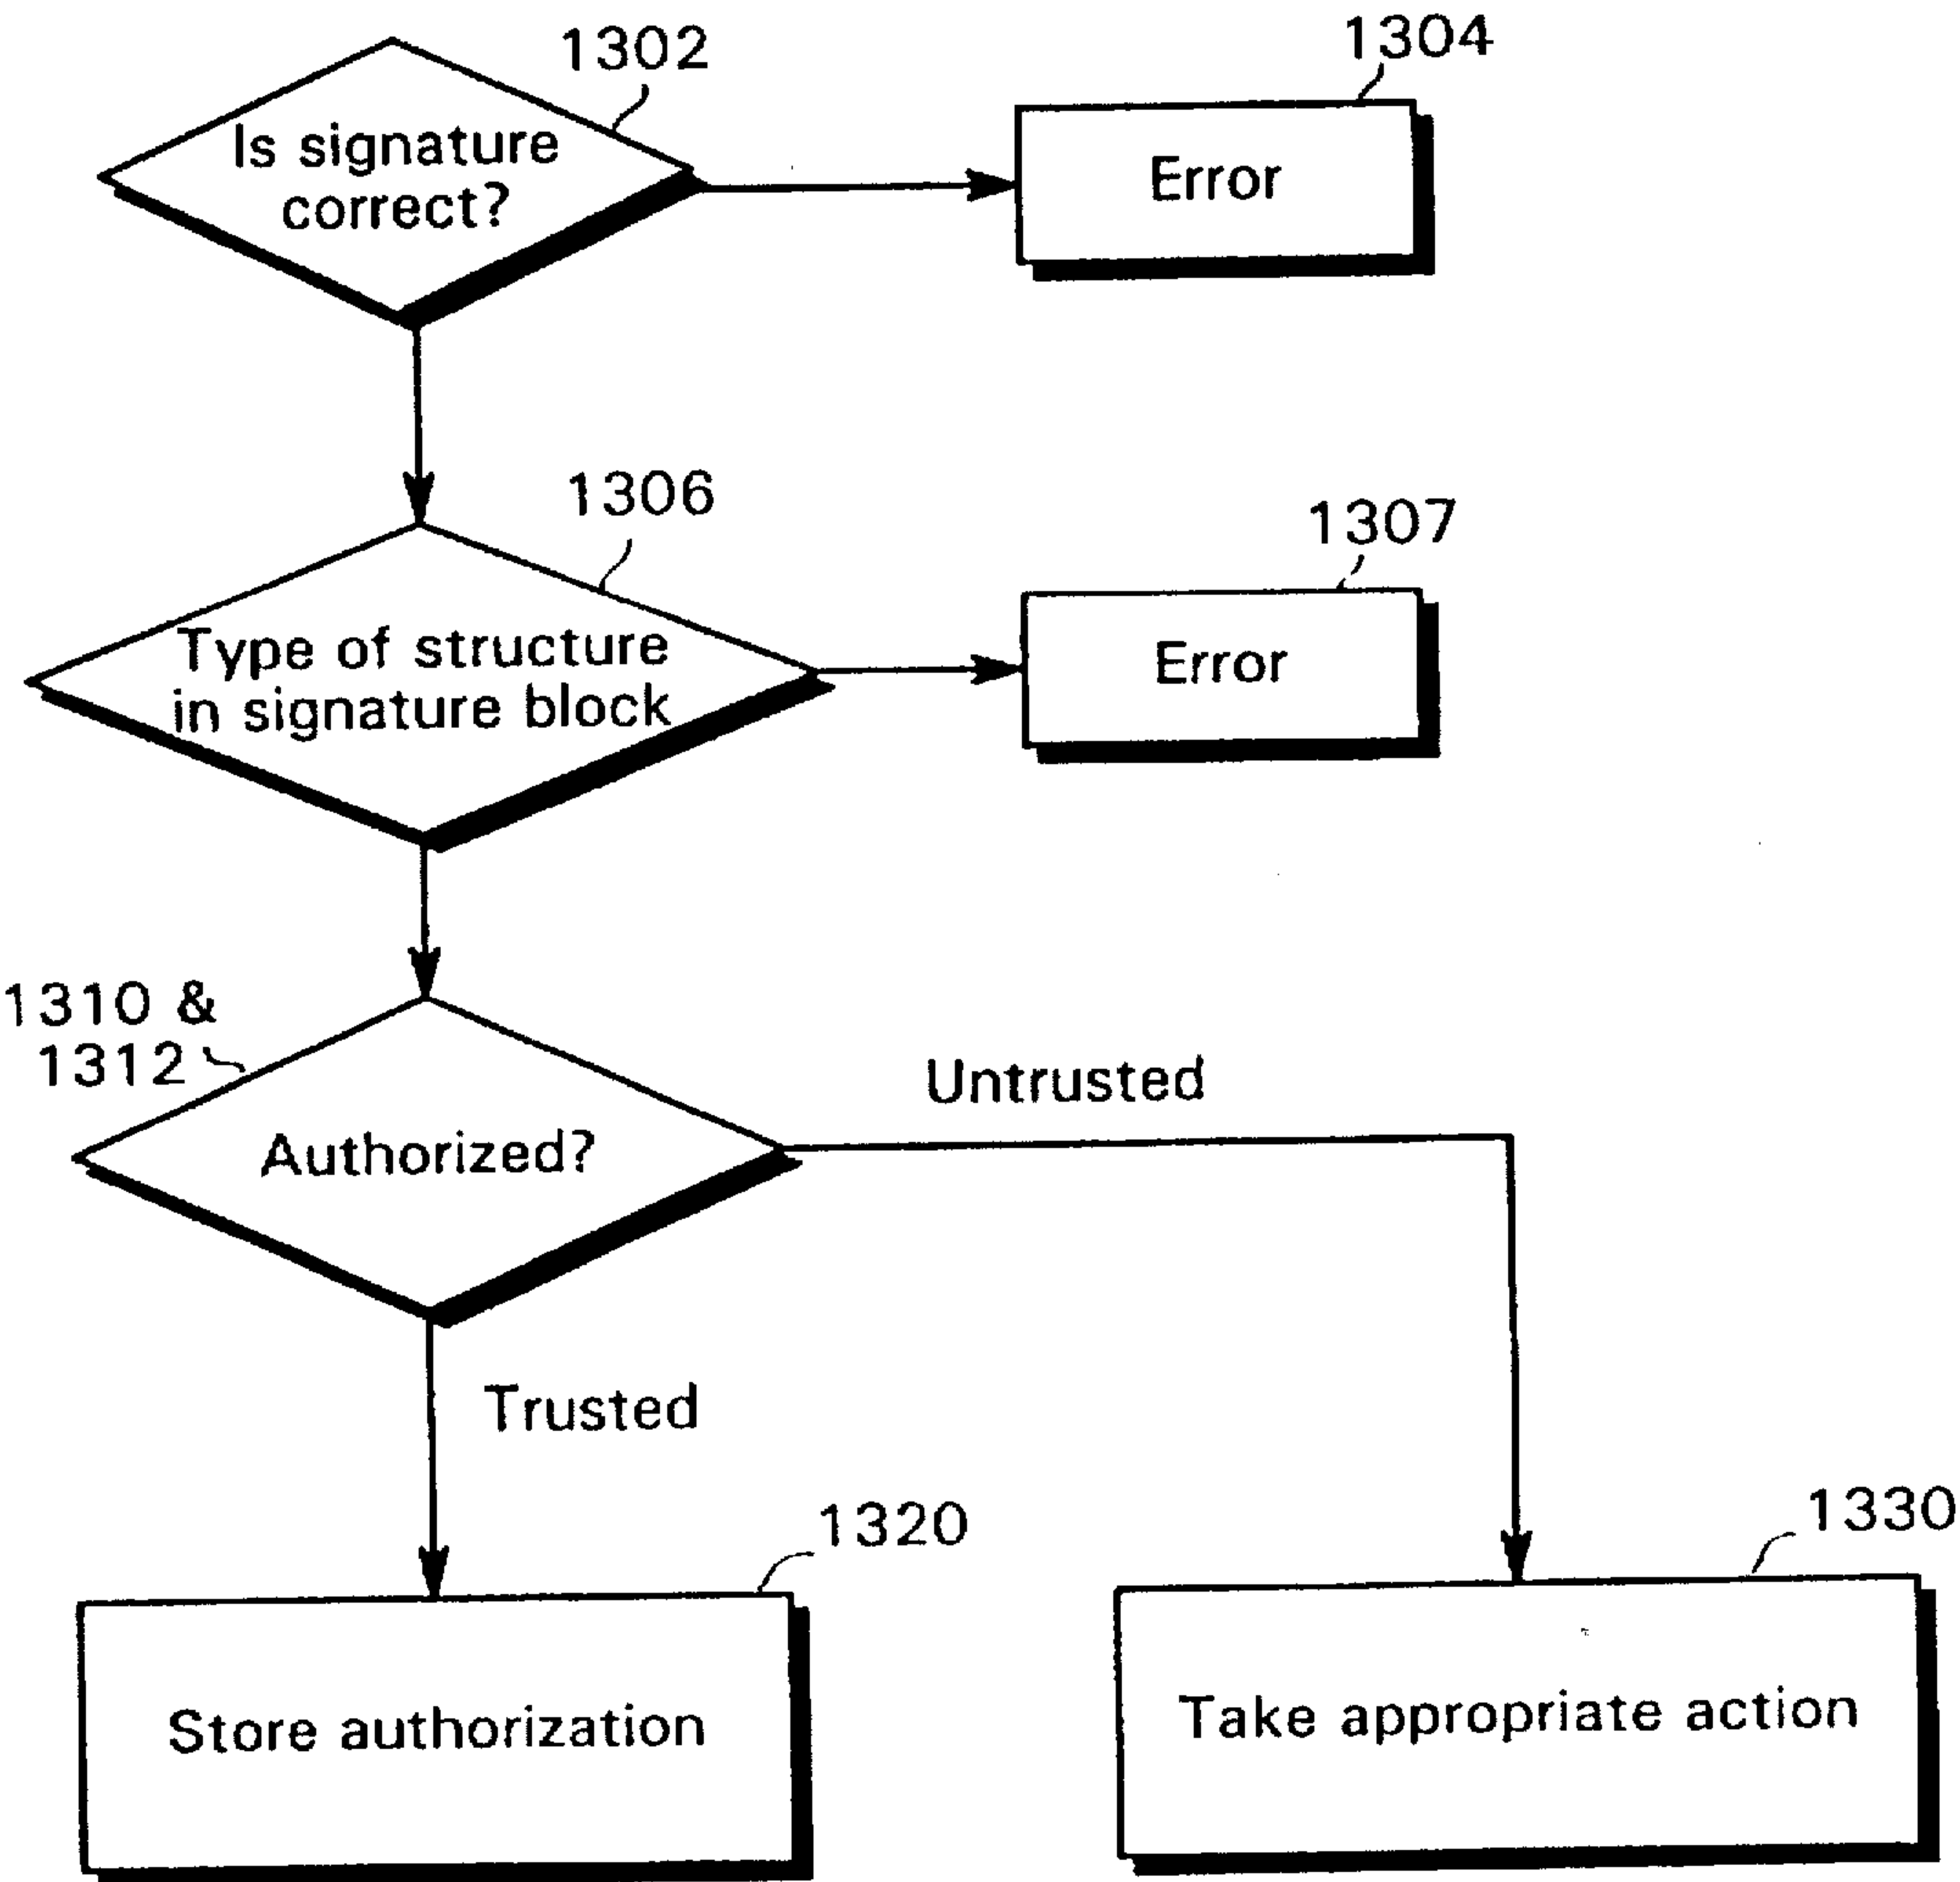 1302
1304
Is signature
correct?
Error
1306
1307
Type of structure
in signature block
Error
1310 &
1312
Untrusted
Authorized?
Trusted
1320
1330
Store authorization
Take appropriate action